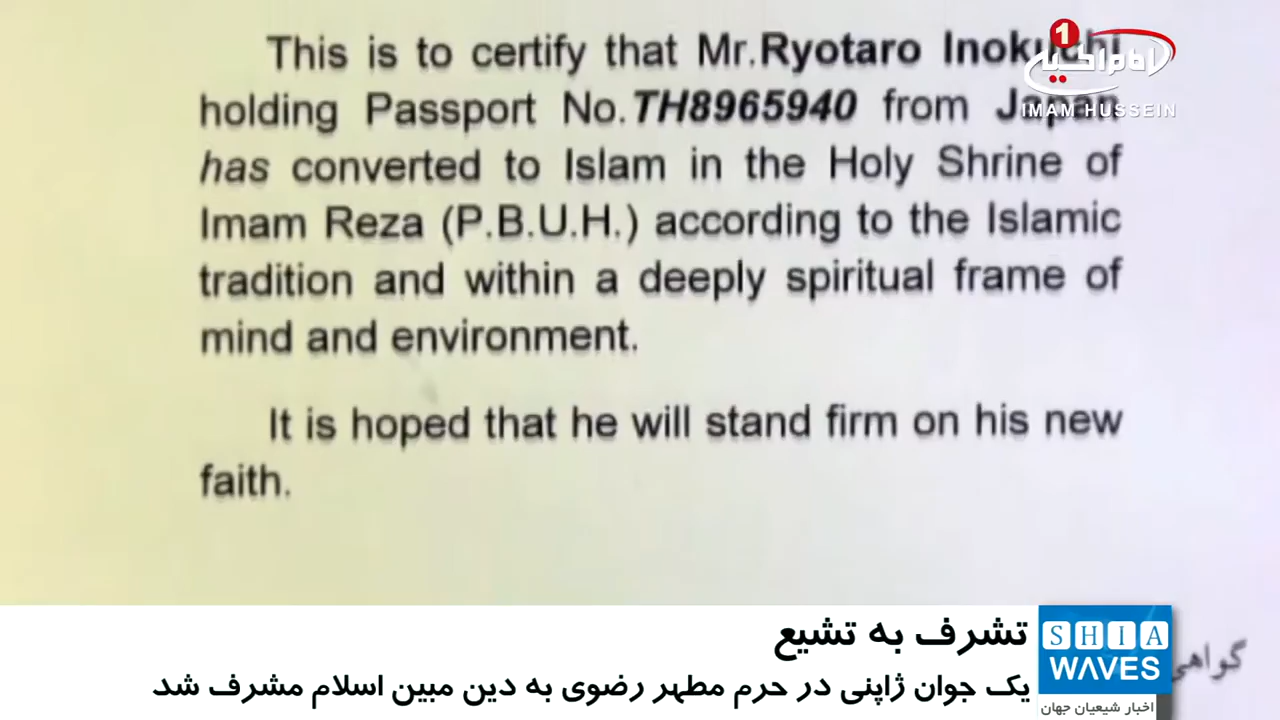 This is to certify that Mr.Ryotaro Inokuchi
holding Passport No.TH8965940 from Japan
has converted to Islam in the Holy Shrine of
Imam Reza (P.B.U.H.) according to the Islamic
tradition and within a deeply spiritual frame of
mind and environment.
It is hoped that he will stand firm on his new
faith.
1
IMAM HUSSEIN
تشرف به تشیع
یک جوان ژاپنی در حرم مطهر رضوی به دین مبین اسلام مشرف شد
SHIA
WAVES
اخبار شیعیان جهان